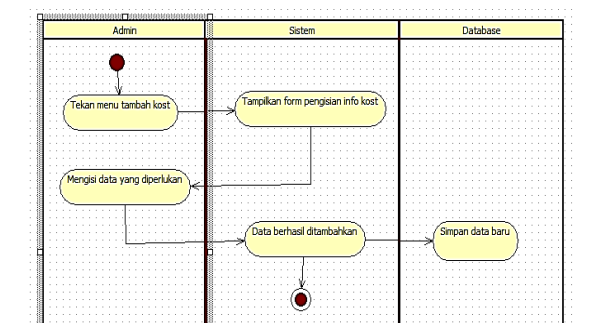 Admin
Sistem
Database
Tekan menu tambah kost
Tampilkan form pengisian info kost
Mengisi data yang diperlukan
Data berhasil ditambahkan
Simpan data baru